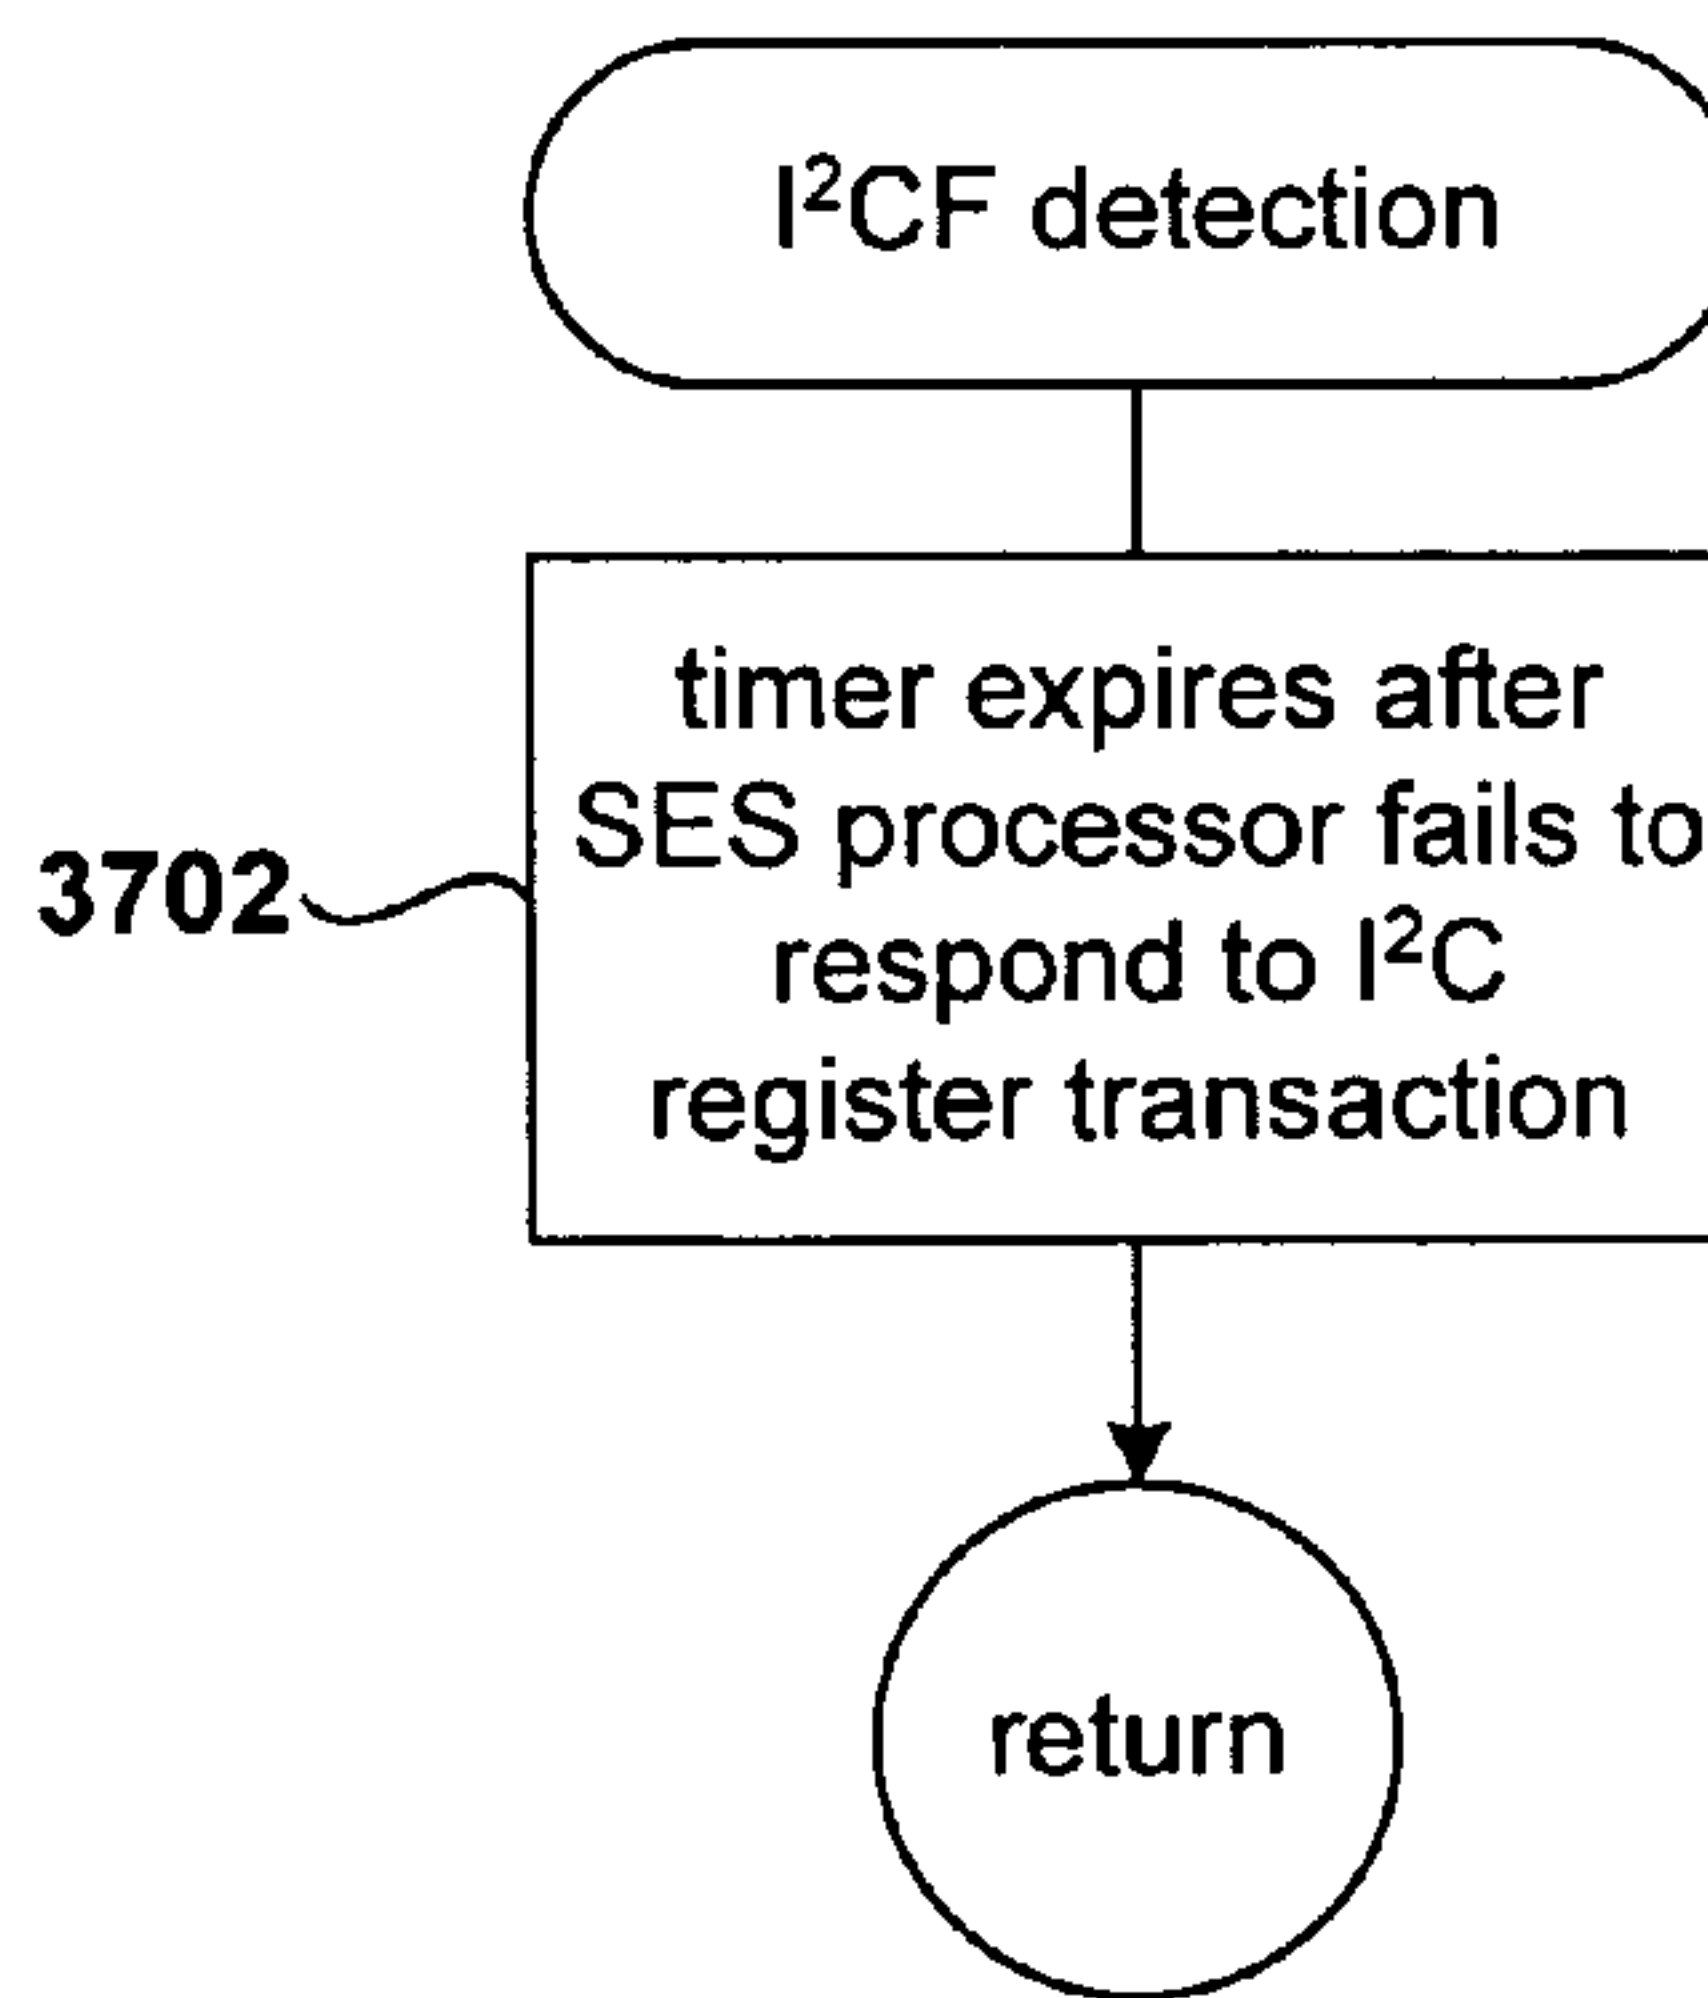 I²CF detection
timer expires after
SES processor fails to
3702
respond to I²C
register transaction
return